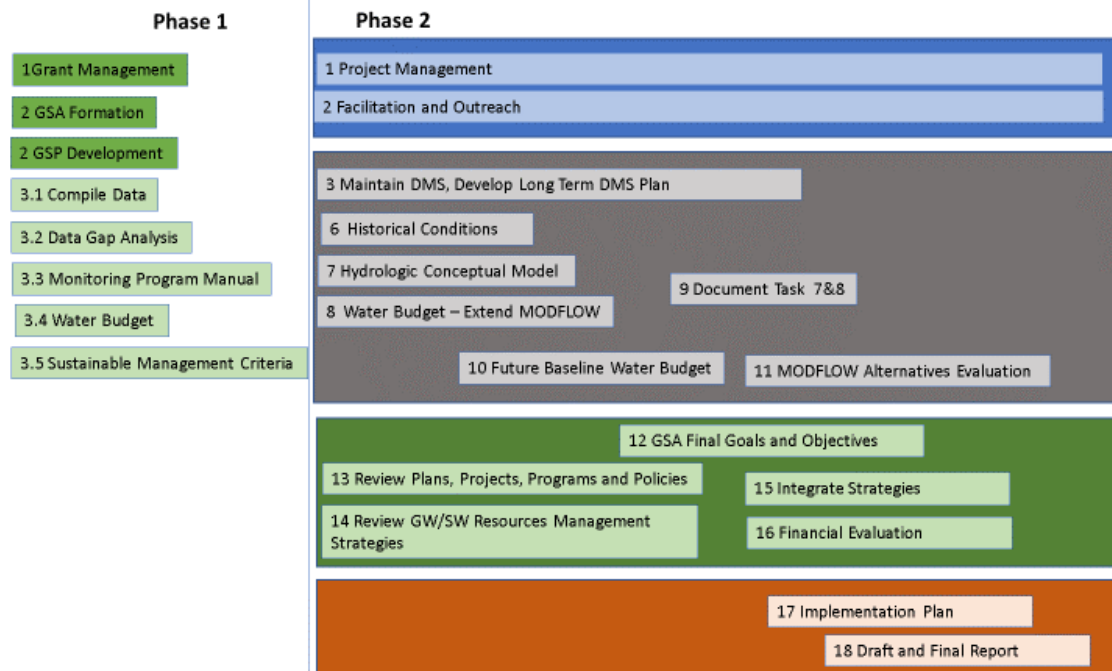 Phase 1
1Grant Management
2 GSA Formation
2 GSP Development
3.1 Compile Data
3.2 Data Gap Analysis
3.3 Monitoring Program Manual
3.4 Water Budget
3.5 Sustainable Management Criteria
Phase 2
1 Project Management
2 Facilitation and Outreach
3 Maintain DMS, Develop Long Term DMS Plan
6 Historical Conditions
7 Hydrologic Conceptual Model
8 Water Budget – Extend MODFLOW
9 Document Task 7&8
10 Future Baseline Water Budget
11 MODFLOW Alternatives Evaluation
12 GSA Final Goals and Objectives
13 Review Plans, Projects, Programs and Policies
14 Review GW/SW Resources Management
Strategies
15 Integrate Strategies
16 Financial Evaluation
17 Implementation Plan
18 Draft and Final Report